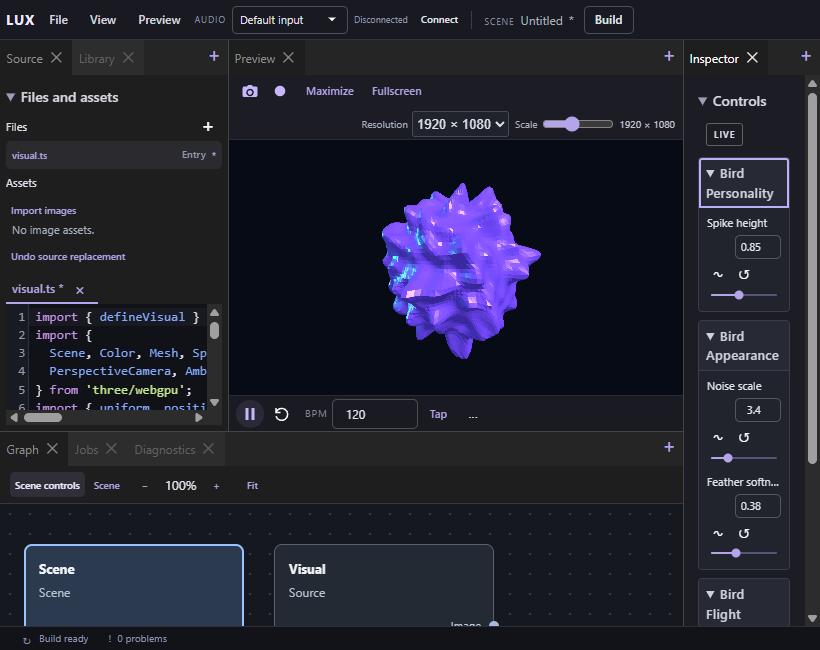 LUX File View Preview AUDIO Default input Disconnected Connect SCENE Untitled * Build
Source Library +
Files and assets
Files +
visual.ts Entry *
Assets
Import images
No image assets.
Undo source replacement
visual.ts *
1 import { defineVisual }
2 import {
3 Scene, Color, Mesh, Sp
4 PerspectiveCamera, Amb
5 } from 'three/webgpu';
6 import { uniform, positi
Preview +
Maximize Fullscreen
Resolution 1920 × 1080 Scale 1920 × 1080
BPM 120 Tap ...
Graph Jobs Diagnostics +
Scene controls Scene − 100% + Fit
Scene
Scene
Visual
Source
Image
Inspector +
Controls
LIVE
Bird
Personality
Spike height
0.85
Bird
Appearance
Noise scale
3.4
Feather softn...
0.38
Bird
Flight
Build ready ! 0 problems